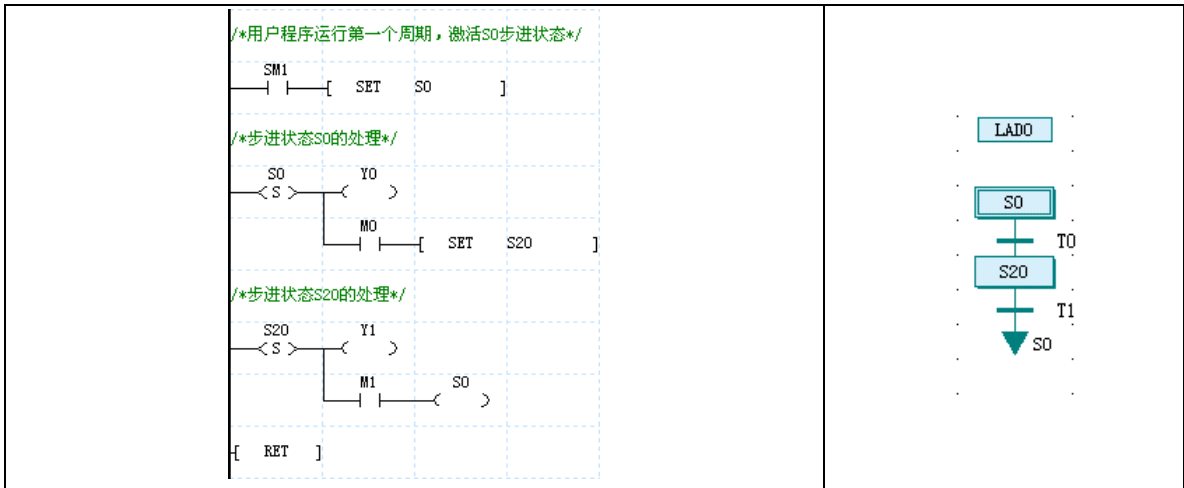 /*用户程序运行第一个周期，激活S0步进状态*/
SM1
[ SET S0 ]
/*步进状态S0的处理*/
S0 Y0
S
M0
[ SET S20 ]
/*步进状态S20的处理*/
S20 Y1
S
M1 S0
[ RET ]
LAD0
S0
T0
S20
T1
S0